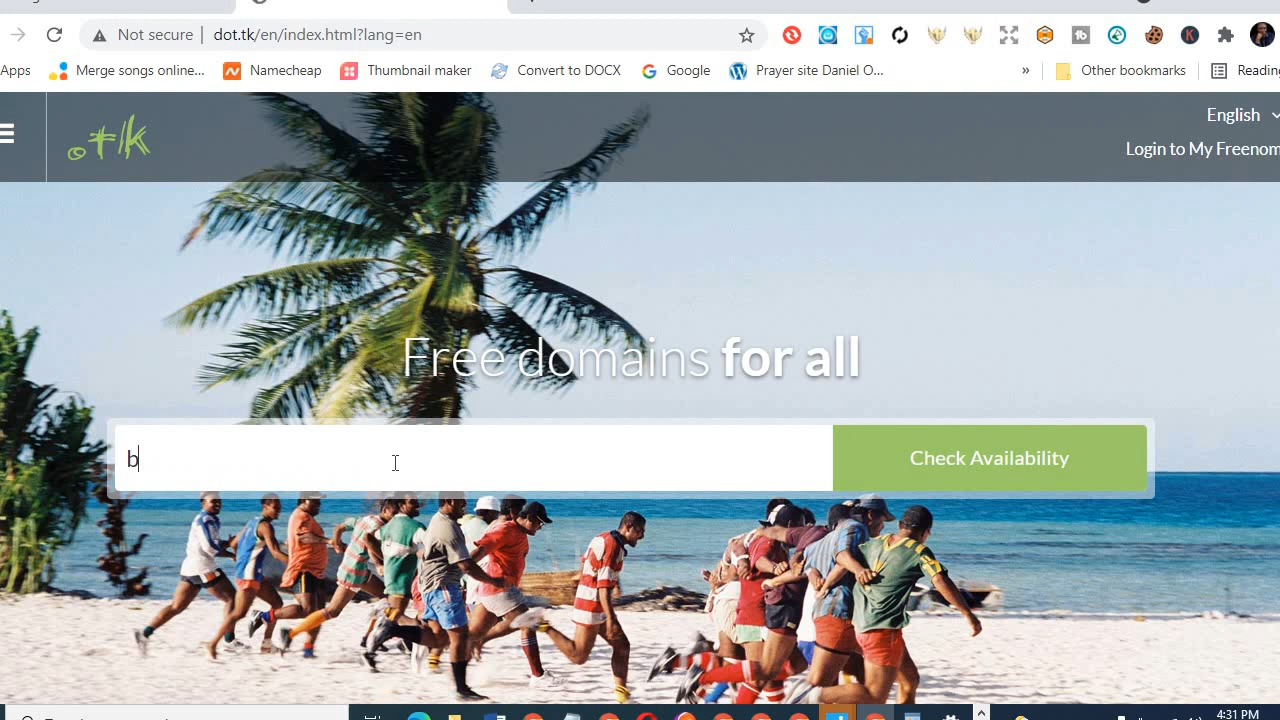 Not secure | dot.tk/en/index.html?lang=en
Apps Merge songs online... Namecheap Thumbnail maker Convert to DOCX Google Prayer site Daniel O... » Other bookmarks Reading
.tk English
Login to My Freenom
Free domains for all
b Check Availability
4:31 PM